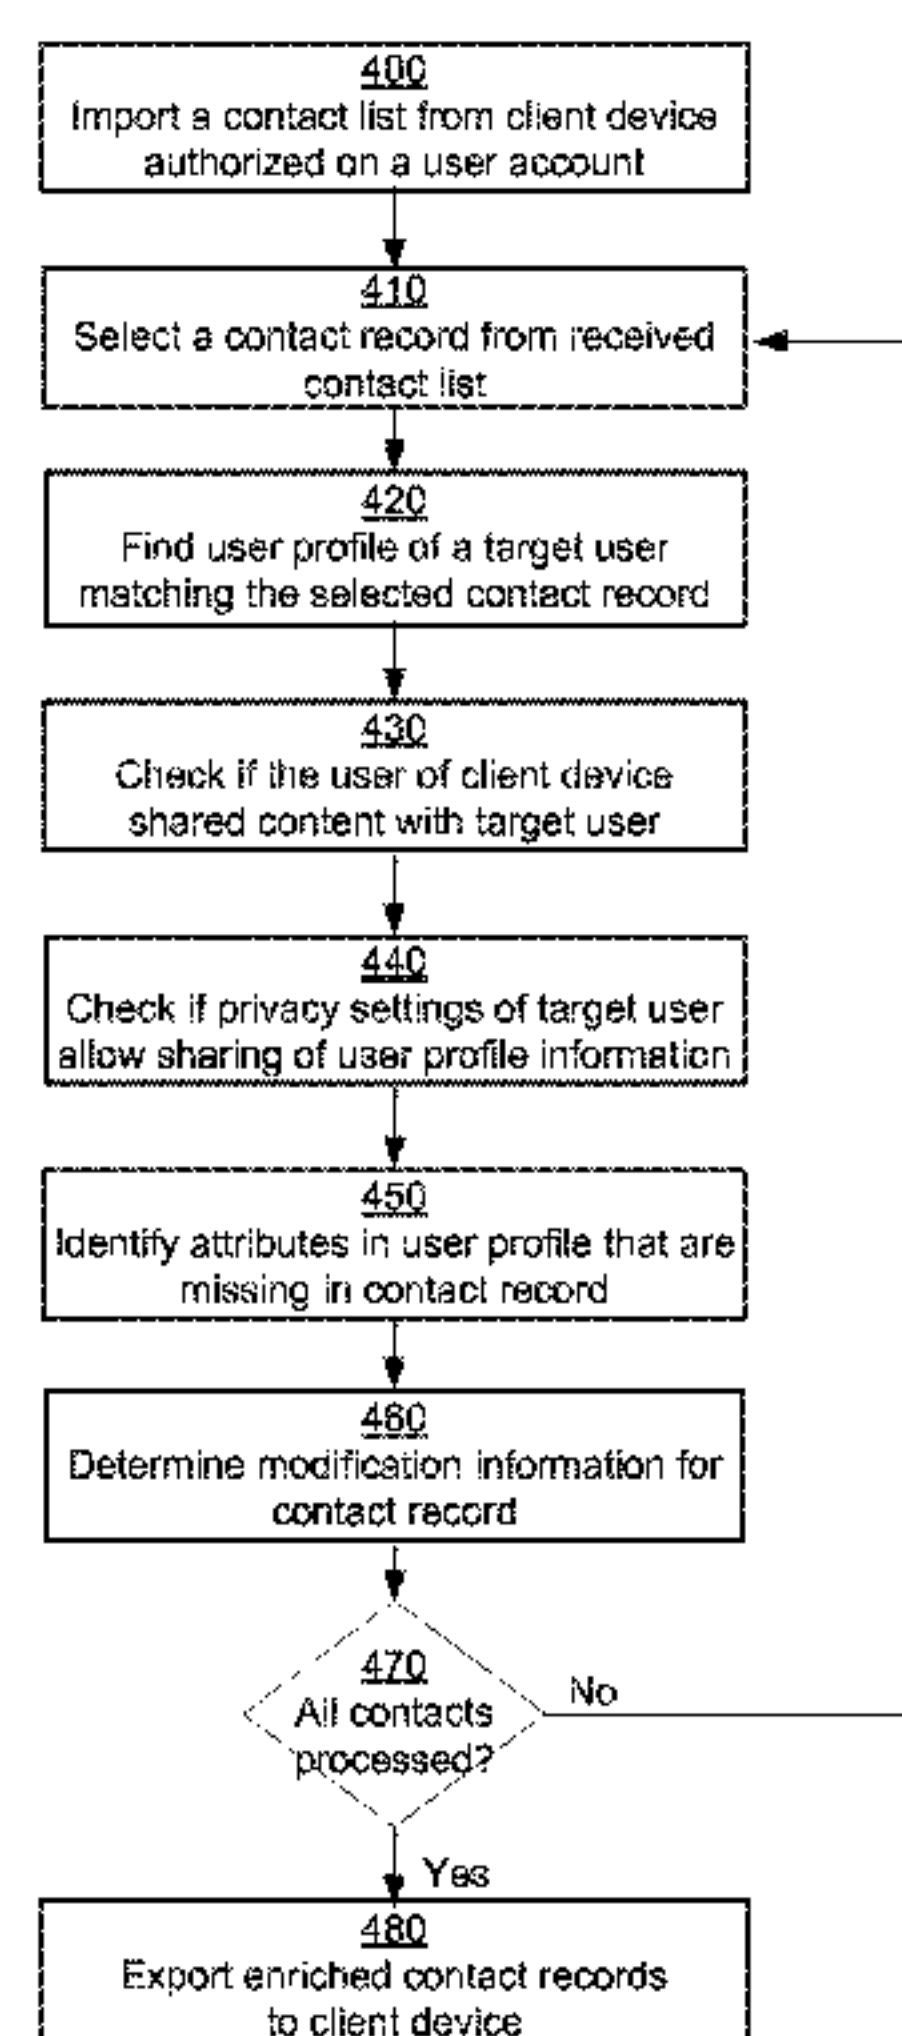 400
Import a contact list from client device
authorized on a user account
410
Select a contact record from received
contact list
420
Find user profile of a target user
matching the selected contact record
430
Check if the user of client device
shared content with target user
440
Check if privacy settings of target user
allow sharing of user profile information
450
Identify attributes in user profile that are
missing in contact record
460
Determine modification information for
contact record
470
All contacts
processed?
No
Yes
480
Export enriched contact records
to client device